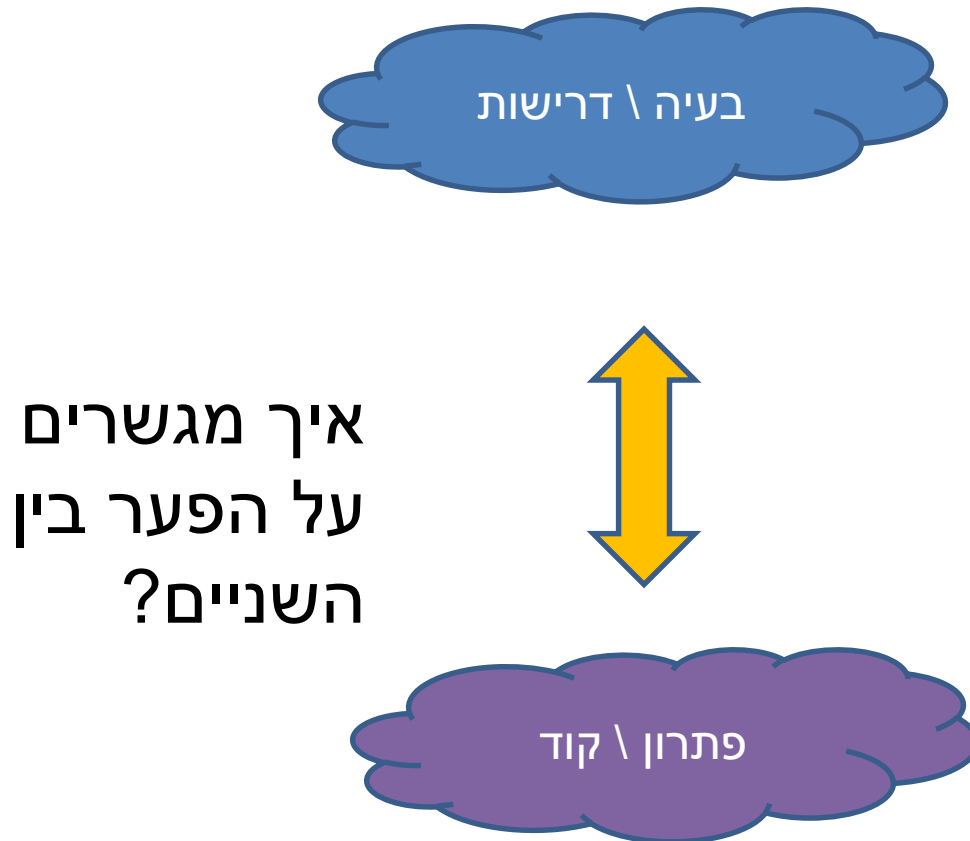 בעיה \ דרישות
איך מגשרים
על הפער בין
השניים?
פתרון \ קוד